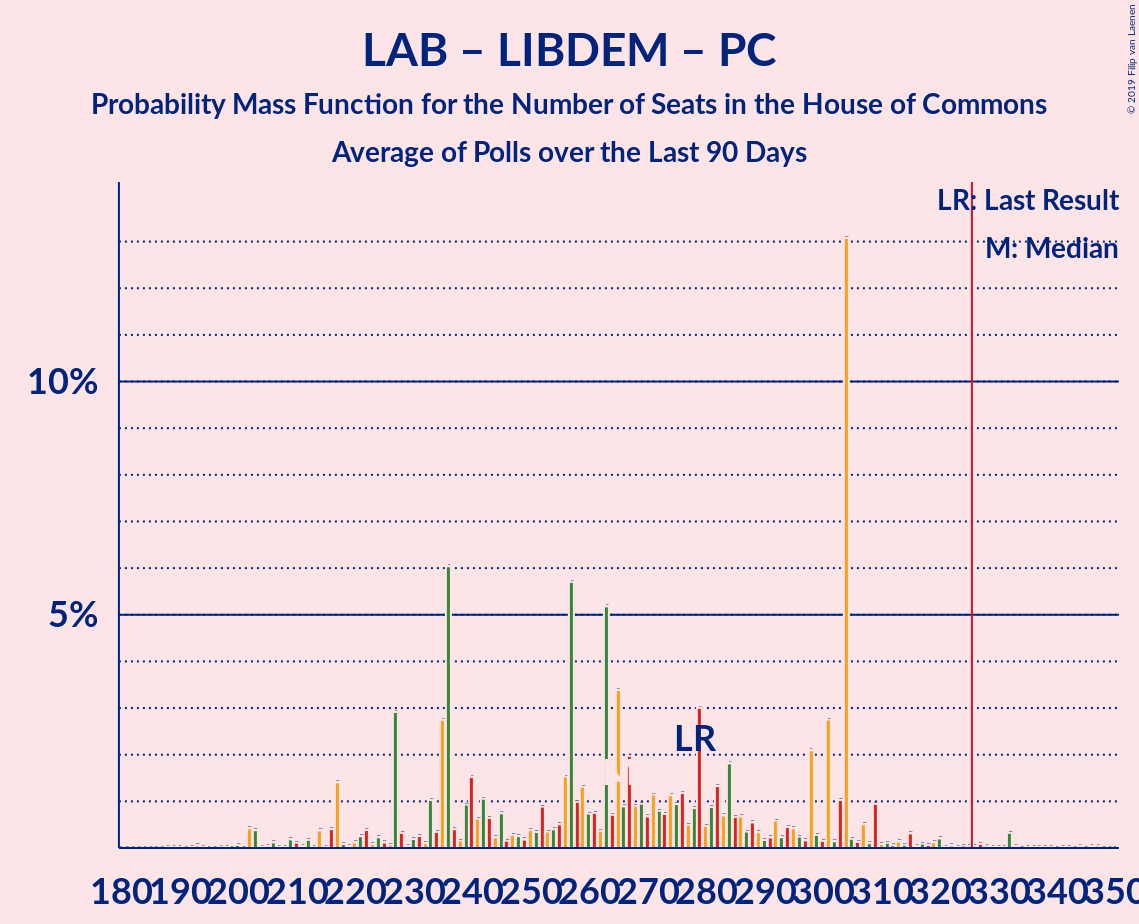 LAB – LIBDEM – PC
Probability Mass Function for the Number of Seats in the House of Commons
Average of Polls over the Last 90 Days
© 2019 Filip van Laenen
LR: Last Result
M: Median
10%
5%
LR
M
180 190 200 210 220 230 240 250 260 270 280 290 300 310 320 330 340 350